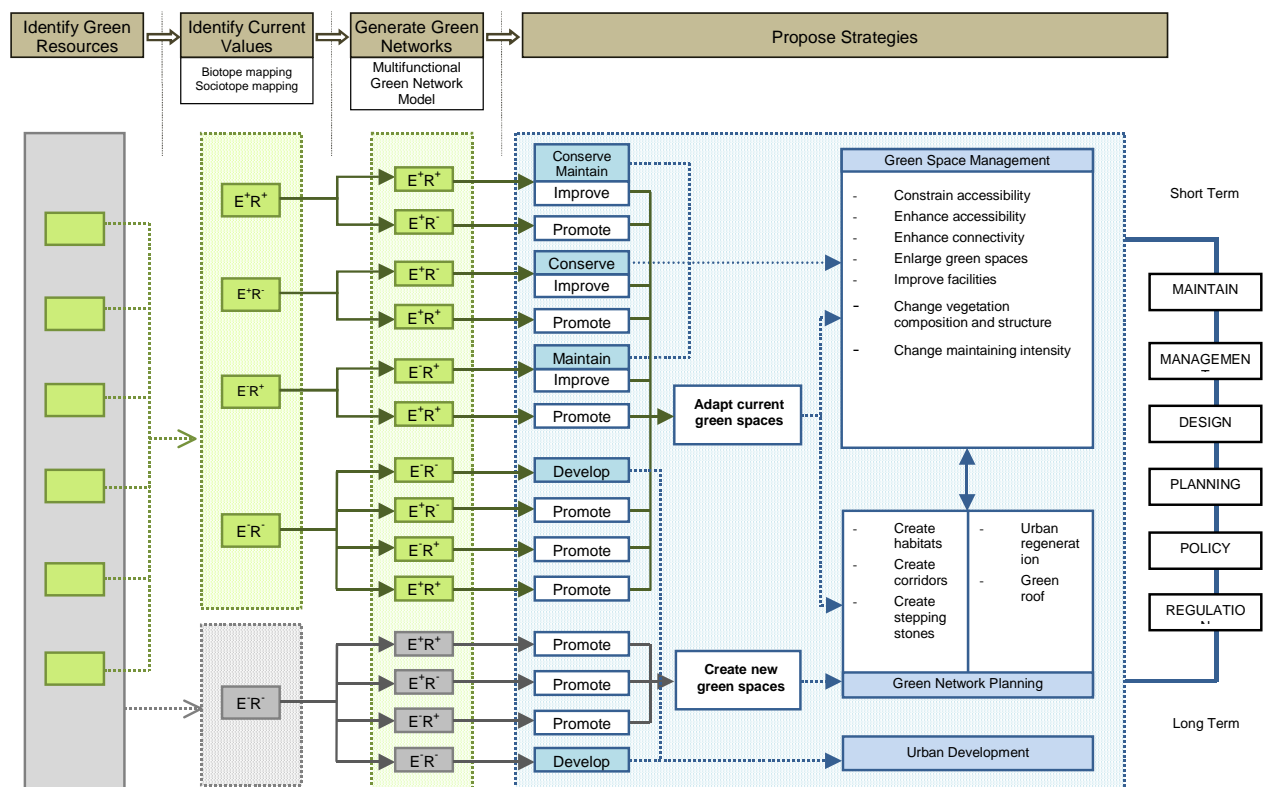 Identify Green
Resources
Identify Current
Values
Biotope mapping
Sociotope mapping
Generate Green
Networks
Multifunctional
Green Network
Model
Propose Strategies
E⁺R⁺
E⁺R⁻
E⁻R⁺
E⁻R⁻
E⁻R⁻
E⁺R⁺
E⁺R⁻
E⁺R⁻
E⁺R⁺
E⁻R⁺
E⁺R⁺
E⁻R⁻
E⁺R⁻
E⁻R⁺
E⁺R⁺
E⁺R⁺
E⁺R⁻
E⁻R⁺
E⁻R⁻
Conserve
Maintain
Improve
Promote
Conserve
Improve
Promote
Maintain
Improve
Promote
Develop
Promote
Promote
Promote
Promote
Promote
Promote
Develop
Adapt current
green spaces
Create new
green spaces
Green Space Management
- Constrain accessibility
- Enhance accessibility
- Enhance connectivity
- Enlarge green spaces
- Improve facilities
- Change vegetation
composition and structure
- Change maintaining intensity
- Create
habitats
- Create
corridors
- Create
stepping
stones
- Urban
regenerat
ion
- Green
roof
Green Network Planning
Urban Development
Short Term
MAINTAIN
MANAGEMEN
DESIGN
PLANNING
POLICY
REGULATIO
Long Term